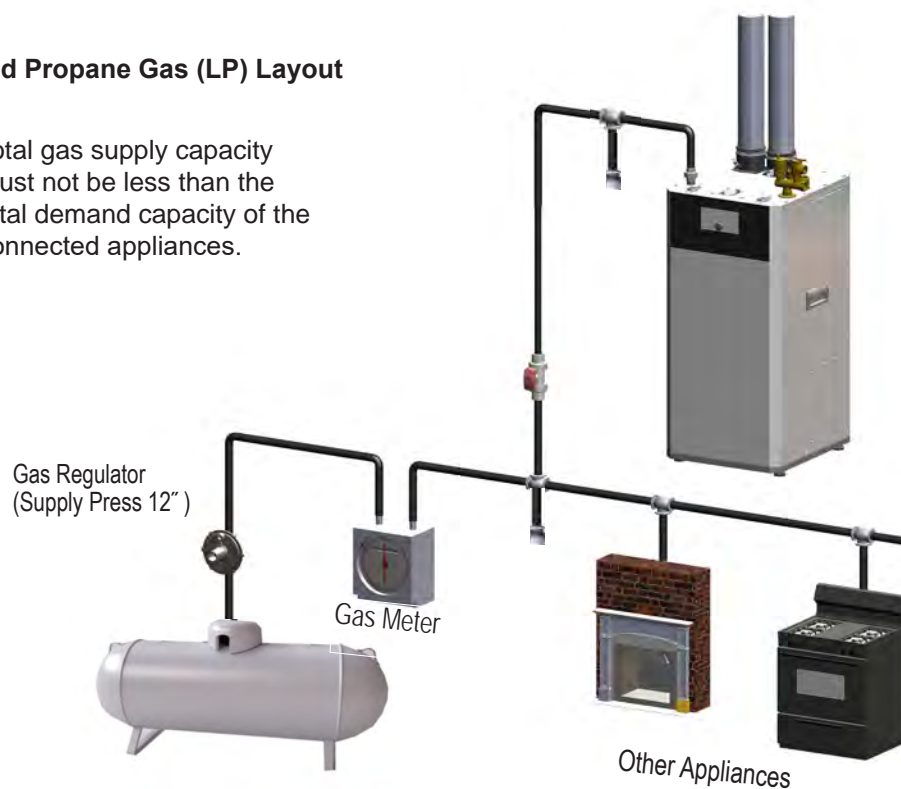 d Propane Gas (LP) Layout
otal gas supply capacity
ust not be less than the
tal demand capacity of the
onnected appliances.
Gas Regulator
(Supply Press 12˝ )
Gas Meter
Other Appliances